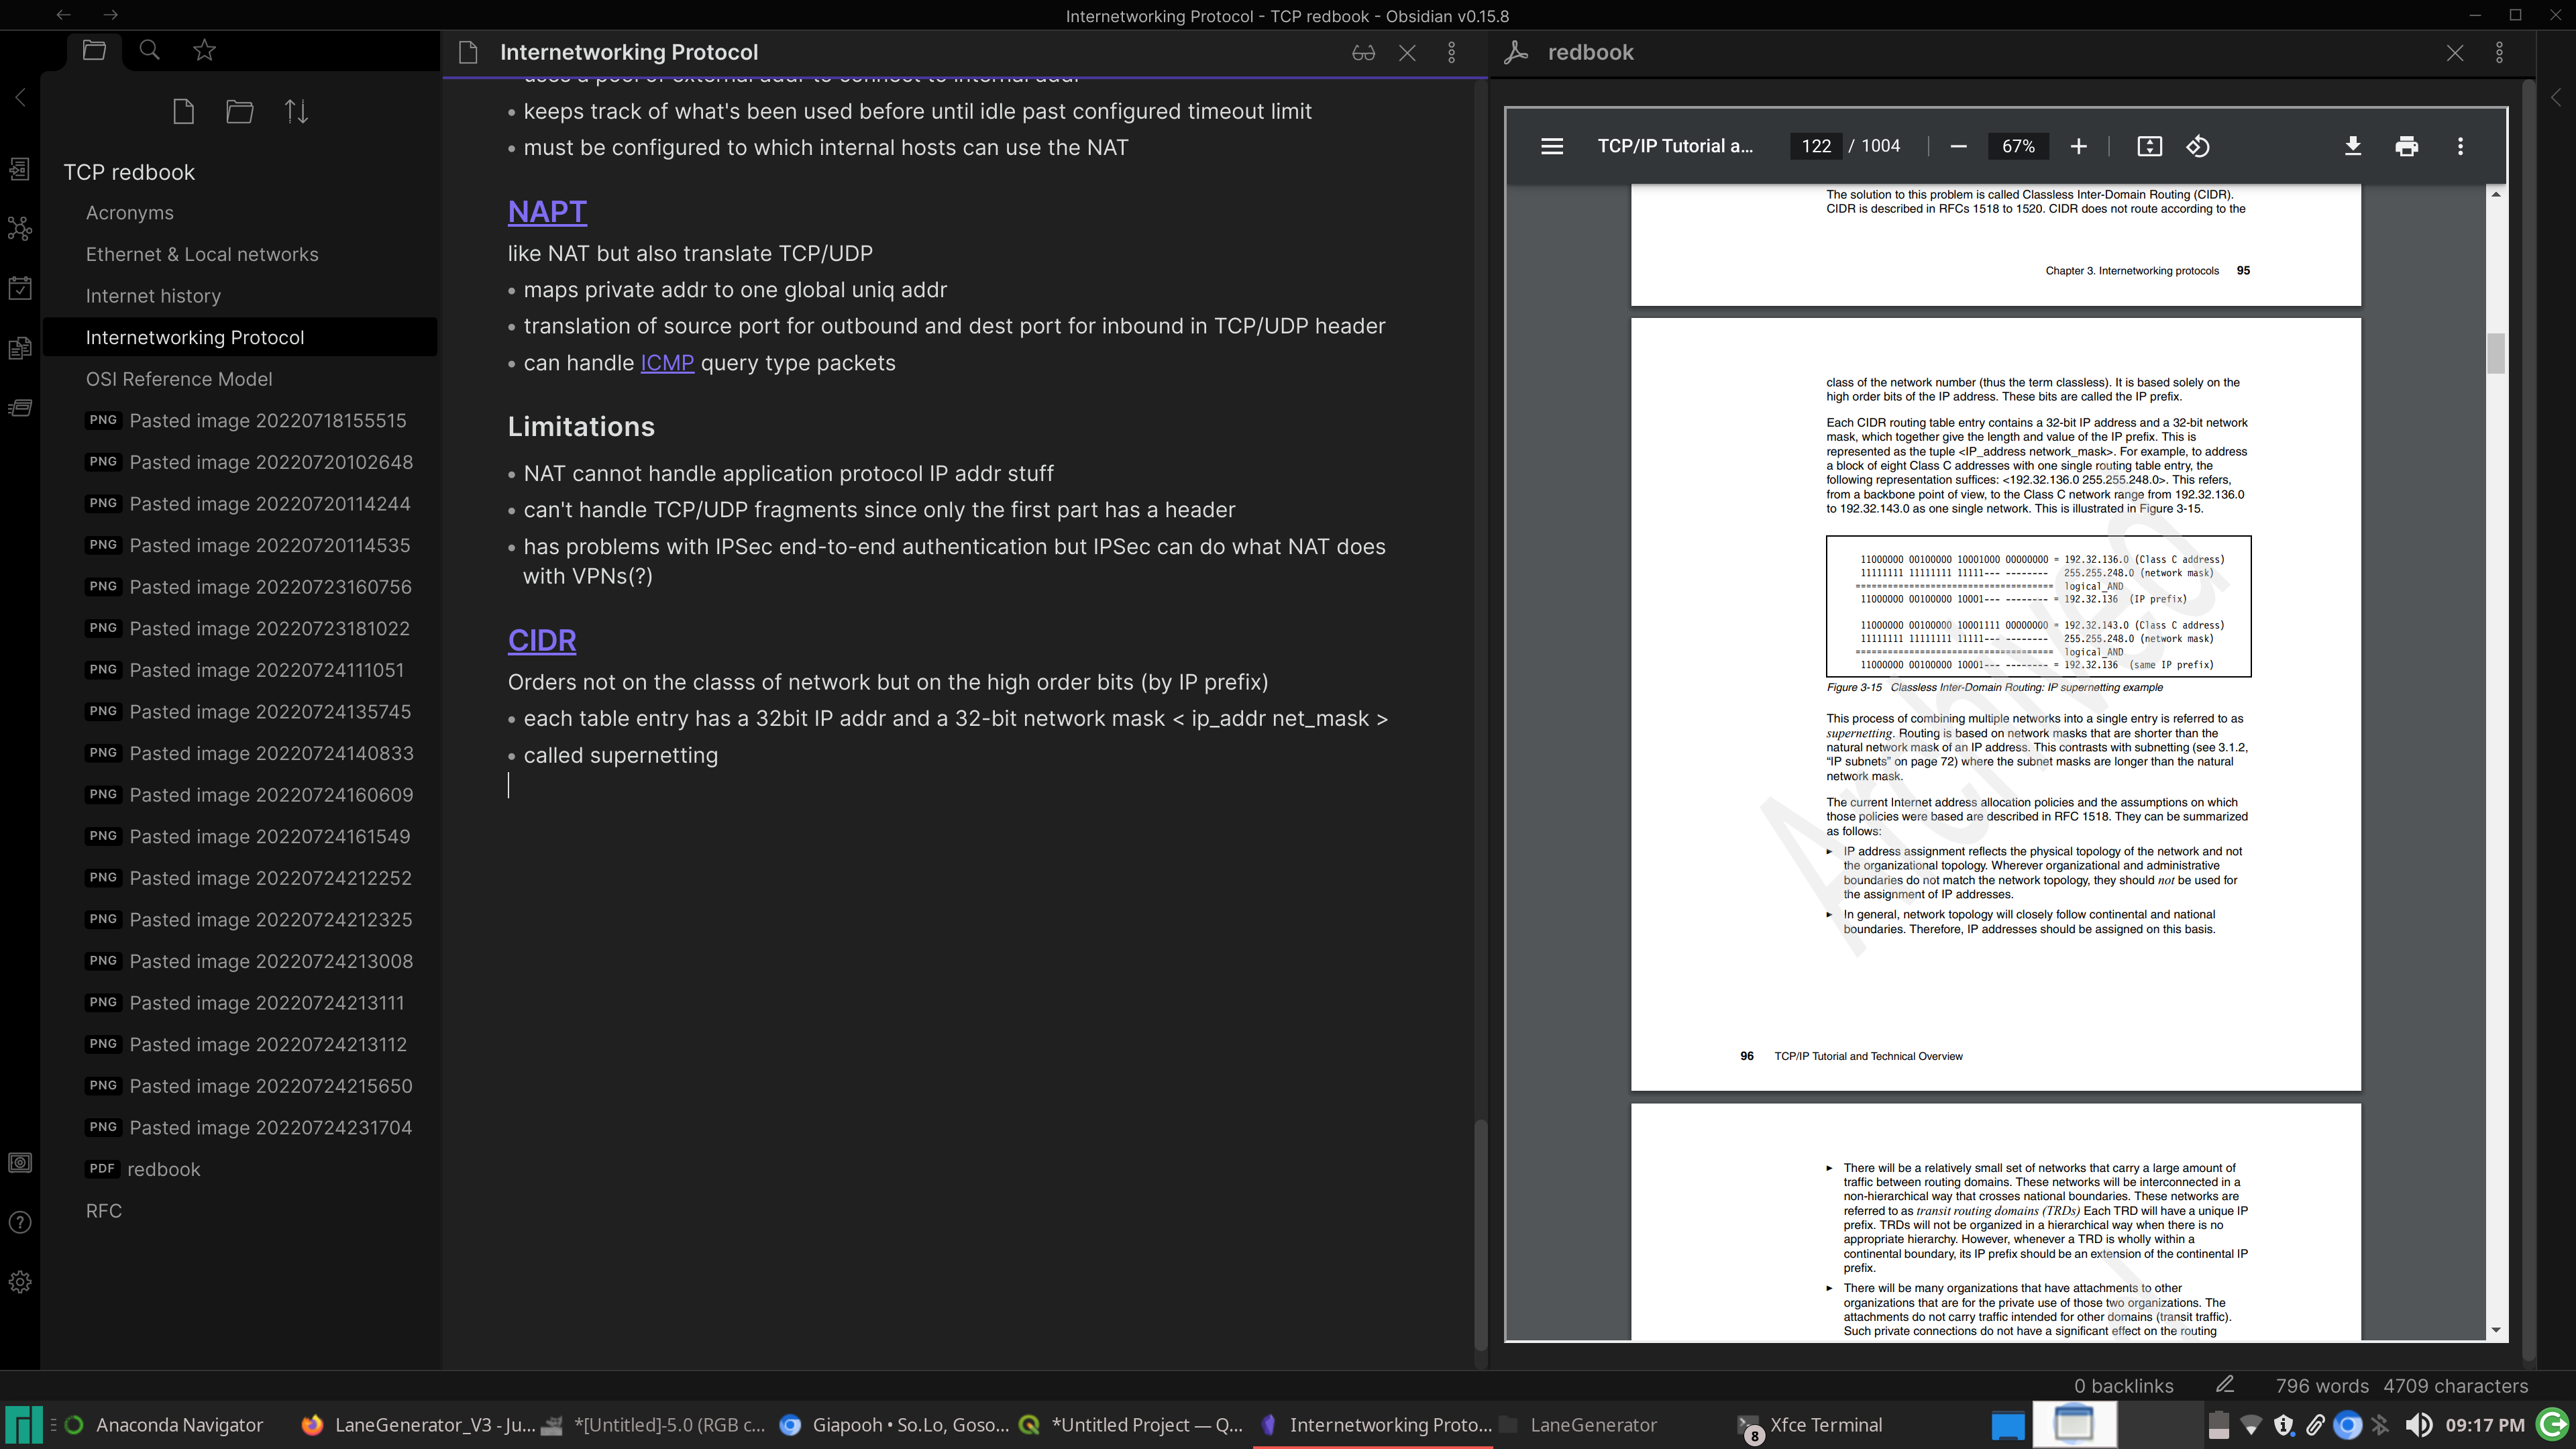 Internetworking Protocol - TCP redbook - Obsidian v0.15.8
TCP redbook
Acronyms
Ethernet & Local networks
Internet history
Internetworking Protocol
OSI Reference Model
PNG Pasted image 20220718155515
PNG Pasted image 20220720102648
PNG Pasted image 20220720114244
PNG Pasted image 20220720114535
PNG Pasted image 20220723160756
PNG Pasted image 20220723181022
PNG Pasted image 20220724111051
PNG Pasted image 20220724135745
PNG Pasted image 20220724140833
PNG Pasted image 20220724160609
PNG Pasted image 20220724161549
PNG Pasted image 20220724212252
PNG Pasted image 20220724212325
PNG Pasted image 20220724213008
PNG Pasted image 20220724213111
PNG Pasted image 20220724213112
PNG Pasted image 20220724215650
PNG Pasted image 20220724231704
PDF redbook
RFC
Internetworking Protocol
uses a pool of external addr to connect to internal addr
• keeps track of what's been used before until idle past configured timeout limit
• must be configured to which internal hosts can use the NAT
NAPT
like NAT but also translate TCP/UDP
• maps private addr to one global uniq addr
• translation of source port for outbound and dest port for inbound in TCP/UDP header
• can handle ICMP query type packets
Limitations
• NAT cannot handle application protocol IP addr stuff
• can't handle TCP/UDP fragments since only the first part has a header
• has problems with IPSec end-to-end authentication but IPSec can do what NAT does
with VPNs(?)
CIDR
Orders not on the classs of network but on the high order bits (by IP prefix)
• each table entry has a 32bit IP addr and a 32-bit network mask < ip_addr net_mask >
• called supernetting
redbook
TCP/IP Tutorial a... 122 / 1004 67%
The solution to this problem is called Classless Inter-Domain Routing (CIDR).
CIDR is described in RFCs 1518 to 1520. CIDR does not route according to the
Chapter 3. Internetworking protocols 95
class of the network number (thus the term classless). It is based solely on the
high order bits of the IP address. These bits are called the IP prefix.
Each CIDR routing table entry contains a 32-bit IP address and a 32-bit network
mask, which together give the length and value of the IP prefix. This is
represented as the tuple <IP_address network_mask>. For example, to address
a block of eight Class C addresses with one single routing table entry, the
following representation suffices: <192.32.136.0 255.255.248.0>. This refers,
from a backbone point of view, to the Class C network range from 192.32.136.0
to 192.32.143.0 as one single network. This is illustrated in Figure 3-15.
11000000 00100000 10001000 00000000 = 192.32.136.0 (Class C address)
11111111 11111111 11111--- -------- 255.255.248.0 (network mask)
================================== logical_AND
11000000 00100000 10001--- -------- = 192.32.136 (IP prefix)
11000000 00100000 10001111 00000000 = 192.32.143.0 (Class C address)
11111111 11111111 11111--- -------- 255.255.248.0 (network mask)
================================== logical_AND
11000000 00100000 10001--- -------- = 192.32.136 (same IP prefix)
Figure 3-15 Classless Inter-Domain Routing: IP supernetting example
This process of combining multiple networks into a single entry is referred to as
supernetting. Routing is based on network masks that are shorter than the
natural network mask of an IP address. This contrasts with subnetting (see 3.1.2,
“IP subnets” on page 72) where the subnet masks are longer than the natural
network mask.
The current Internet address allocation policies and the assumptions on which
those policies were based are described in RFC 1518. They can be summarized
as follows:
► IP address assignment reflects the physical topology of the network and not
the organizational topology. Wherever organizational and administrative
boundaries do not match the network topology, they should not be used for
the assignment of IP addresses.
► In general, network topology will closely follow continental and national
boundaries. Therefore, IP addresses should be assigned on this basis.
Archived
96 TCP/IP Tutorial and Technical Overview
► There will be a relatively small set of networks that carry a large amount of
traffic between routing domains. These networks will be interconnected in a
non-hierarchical way that crosses national boundaries. These networks are
referred to as transit routing domains (TRDs) Each TRD will have a unique IP
prefix. TRDs will not be organized in a hierarchical way when there is no
appropriate hierarchy. However, whenever a TRD is wholly within a
continental boundary, its IP prefix should be an extension of the continental IP
prefix.
► There will be many organizations that have attachments to other
organizations that are for the private use of those two organizations. The
attachments do not carry traffic intended for other domains (transit traffic).
Such private connections do not have a significant effect on the routing
0 backlinks 796 words 4709 characters
Anaconda Navigator LaneGenerator_V3 - Ju... *[Untitled]-5.0 (RGB c... Giapooh • So.Lo, Goso... *Untitled Project — Q... Internetworking Proto... LaneGenerator 8 Xfce Terminal 09:17 PM